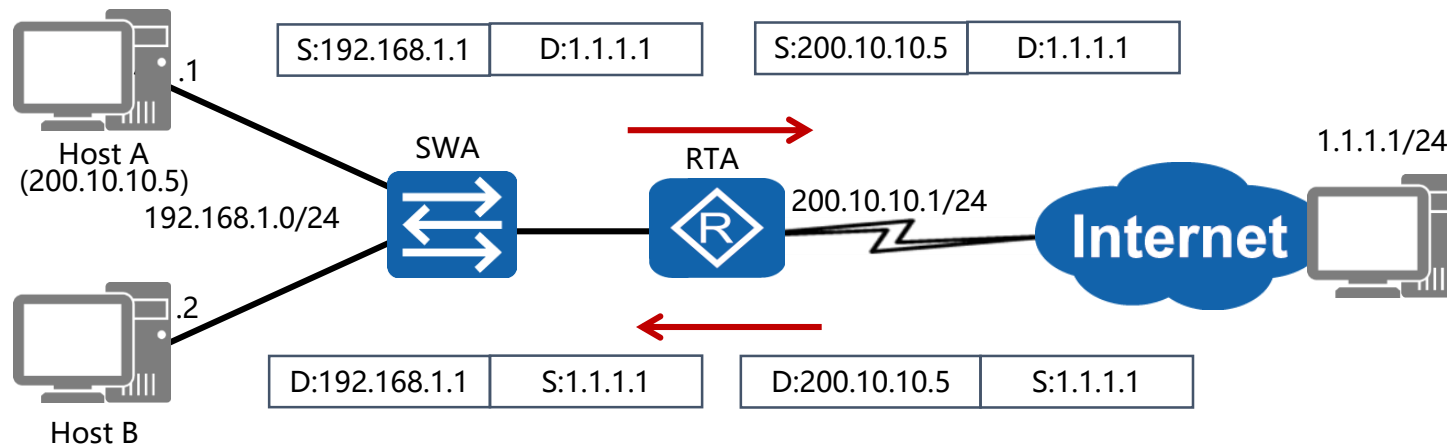 S:192.168.1.1 D:1.1.1.1 S:200.10.10.5 D:1.1.1.1
.1
Host A
(200.10.10.5)
SWA
RTA
1.1.1.1/24
192.168.1.0/24
200.10.10.1/24
R
Internet
.2
D:192.168.1.1 S:1.1.1.1 D:200.10.10.5 S:1.1.1.1
Host B